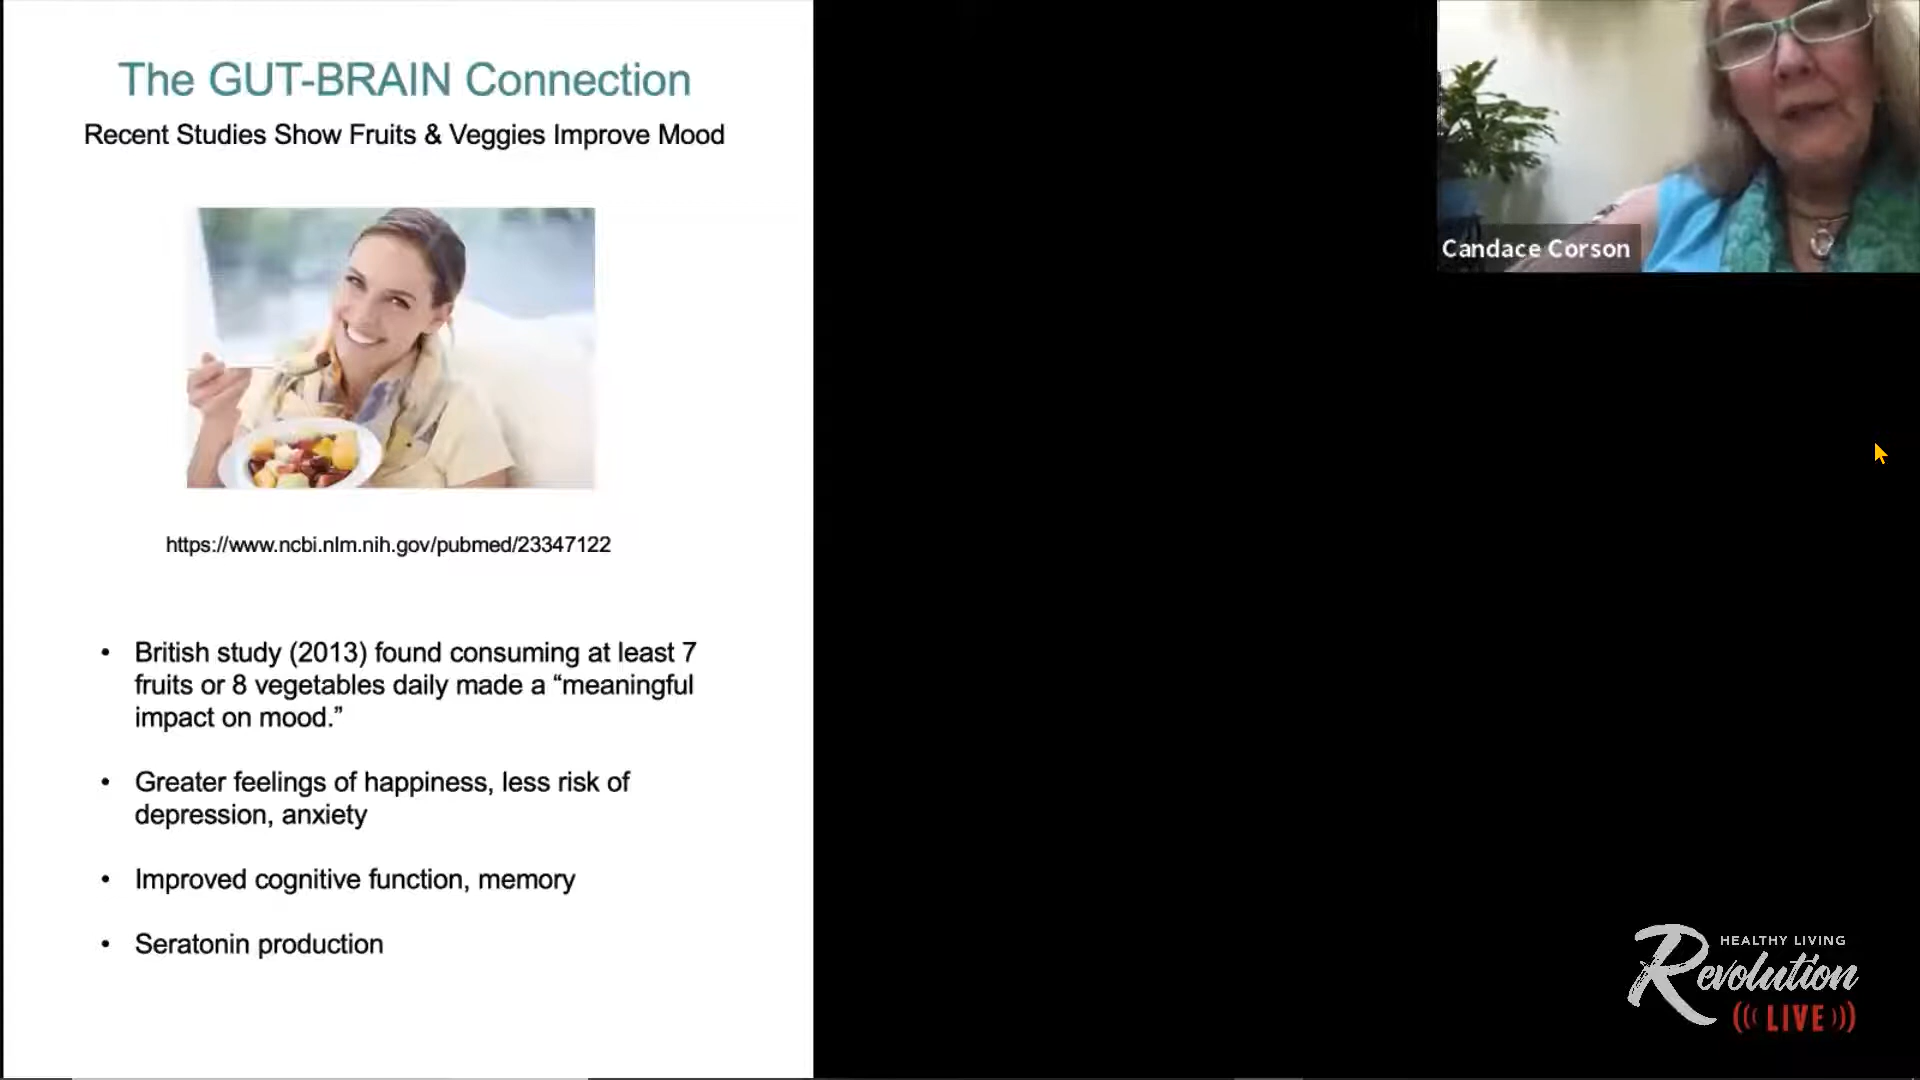 The GUT-BRAIN Connection
Recent Studies Show Fruits & Veggies Improve Mood
https://www.ncbi.nlm.nih.gov/pubmed/23347122
• British study (2013) found consuming at least 7
fruits or 8 vegetables daily made a “meaningful
impact on mood.”
• Greater feelings of happiness, less risk of
depression, anxiety
• Improved cognitive function, memory
• Seratonin production
Candace Corson
HEALTHY LIVING
Revolution
LIVE